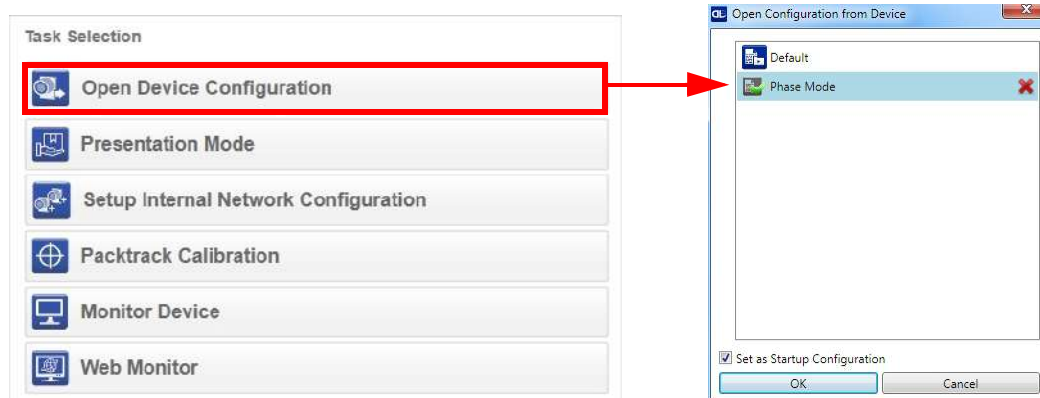 Task Selection
Open Device Configuration
Presentation Mode
Setup Internal Network Configuration
Packtrack Calibration
Monitor Device
Web Monitor
DL Open Configuration from Device
Default
Phase Mode
Set as Startup Configuration
OK Cancel